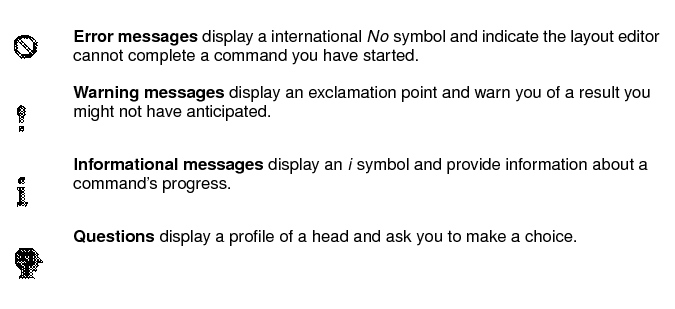 Error messages display a international No symbol and indicate the layout editor
cannot complete a command you have started.
Warning messages display an exclamation point and warn you of a result you
might not have anticipated.
Informational messages display an i symbol and provide information about a
command's progress.
Questions display a profile of a head and ask you to make a choice.